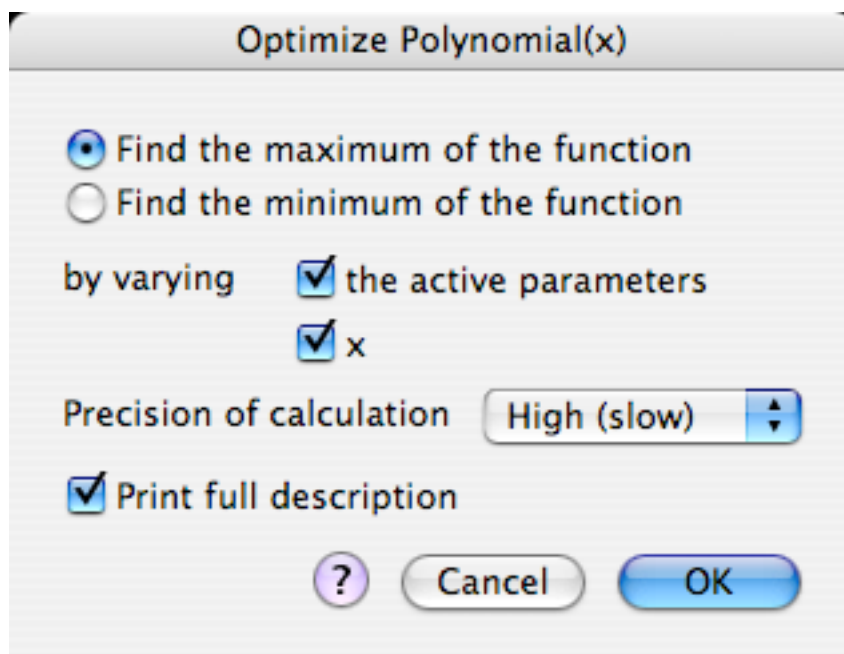 Optimize Polynomial(x)
Find the maximum of the function
Find the minimum of the function
by varying the active parameters
x
Precision of calculation High (slow)
Print full description
? Cancel OK